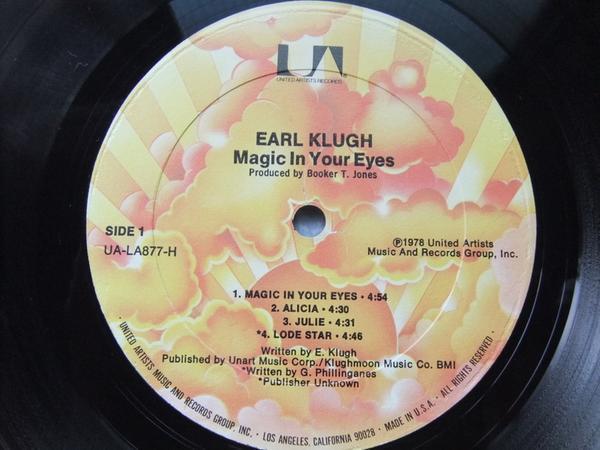 UA
UNITED ARTISTS RECORDS
EARL KLUGH
Magic In Your Eyes
Produced by Booker T. Jones
SIDE 1
UA-LA877-H
℗1978 United Artists
Music And Records Group, Inc.
1. MAGIC IN YOUR EYES • 4:54
2. ALICIA • 4:30
3. JULIE • 4:31
*4. LODE STAR • 4:46
Written by E. Klugh
Published by Unart Music Corp./Klughmoon Music Co. BMI
*Written by G. Phillinganes
*Publisher Unknown
• UNITED ARTISTS MUSIC AND RECORDS GROUP, INC. • LOS ANGELES, CALIFORNIA 90028 • MADE IN U.S.A. • ALL RIGHTS RESERVED •